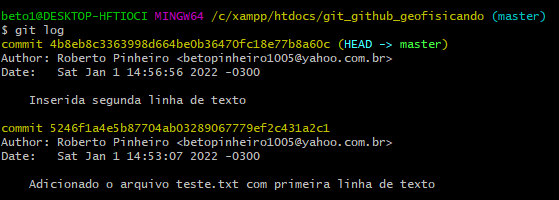 beto1@DESKTOP-HFTIOCI MINGW64 /c/xampp/htdocs/git_github_geofisicando (master)
$ git log
commit 4b8eb8c3363998d664be0b36470fc18e77b8a60c (HEAD -> master)
Author: Roberto Pinheiro <betopinheiro1005@yahoo.com.br>
Date:   Sat Jan 1 14:56:56 2022 -0300
Inserida segunda linha de texto
commit 5246f1a4e5b87704ab03289067779ef2c431a2c1
Author: Roberto Pinheiro <betopinheiro1005@yahoo.com.br>
Date:   Sat Jan 1 14:53:07 2022 -0300
Adicionado o arquivo teste.txt com primeira linha de texto